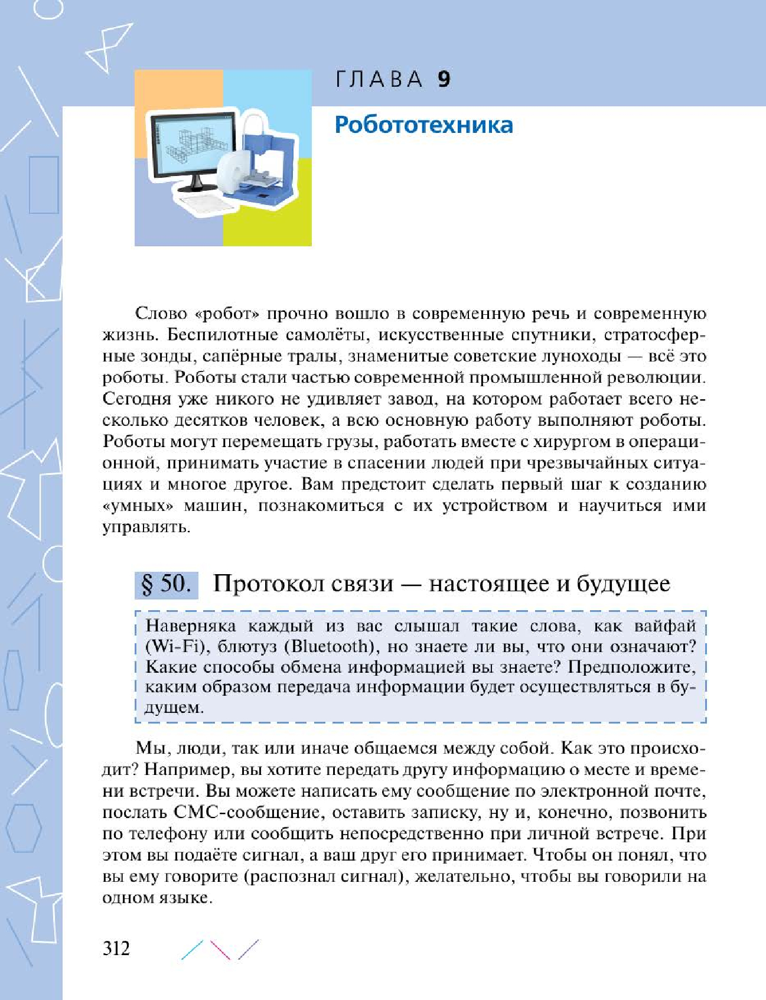 ГЛАВА 9
Робототехника
Слово «робот» прочно вошло в современную речь и современную
жизнь. Беспилотные самолёты, искусственные спутники, стратосфер-
ные зонды, сапёрные тралы, знаменитые советские луноходы — всё это
роботы. Роботы стали частью современной промышленной революции.
Сегодня уже никого не удивляет завод, на котором работает всего не-
сколько десятков человек, а всю основную работу выполняют роботы.
Роботы могут перемещать грузы, работать вместе с хирургом в операци-
онной, принимать участие в спасении людей при чрезвычайных ситуа-
циях и многое другое. Вам предстоит сделать первый шаг к созданию
«умных» машин, познакомиться с их устройством и научиться ими
управлять.
§ 50. Протокол связи — настоящее и будущее
Наверняка каждый из вас слышал такие слова, как вайфай
(Wi-Fi), блютуз (Bluetooth), но знаете ли вы, что они означают?
Какие способы обмена информацией вы знаете? Предположите,
каким образом передача информации будет осуществляться в бу-
дущем.
Мы, люди, так или иначе общаемся между собой. Как это происхо-
дит? Например, вы хотите передать другу информацию о месте и време-
ни встречи. Вы можете написать ему сообщение по электронной почте,
послать СМС-сообщение, оставить записку, ну и, конечно, позвонить
по телефону или сообщить непосредственно при личной встрече. При
этом вы подаёте сигнал, а ваш друг его принимает. Чтобы он понял, что
вы ему говорите (распознал сигнал), желательно, чтобы вы говорили на
одном языке.
312